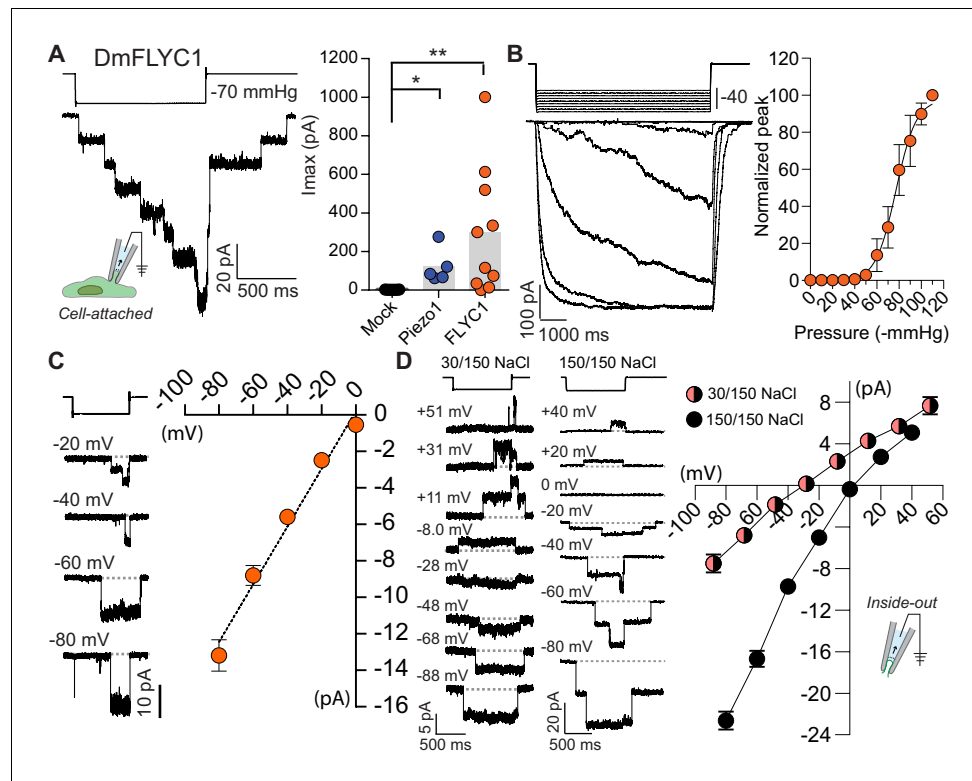 A
DmFLYC1
-70 mmHg
20 pA
500 ms
Cell-attached
Imax (pA)
1200
1000
800
600
400
200
0
*
**
Mock
Piezo1
FLYC1
B
-40
100 pA
1000 ms
Normalized peak
120
100
80
60
40
20
0
0
20
40
60
80
100
120
Pressure (-mmHg)
C
-20 mV
-40 mV
-60 mV
-80 mV
10 pA
-100
-80
-60
-40
-20
0
(mV)
0
-2
-4
-6
-8
-10
-12
-14
-16
(pA)
D
30/150 NaCl
+51 mV
+31 mV
+11 mV
-8.0 mV
-28 mV
-48 mV
-68 mV
-88 mV
5 pA
500 ms
150/150 NaCl
+40 mV
+20 mV
0 mV
-20 mV
-40 mV
-60 mV
-80 mV
20 pA
500 ms
30/150 NaCl
150/150 NaCl
(pA)
8
4
(mV)
-100
-80
-60
-40
-20
20
40
60
-8
-12
-16
-20
-24
Inside-out